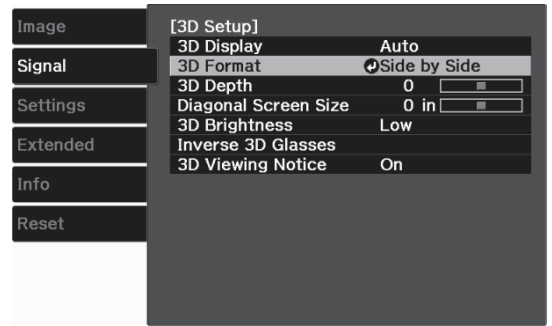 Image
Signal
Settings
Extended
Info
Reset
[3D Setup]
3D Display Auto
3D Format Side by Side
3D Depth 0
Diagonal Screen Size 0 in
3D Brightness Low
Inverse 3D Glasses
3D Viewing Notice On